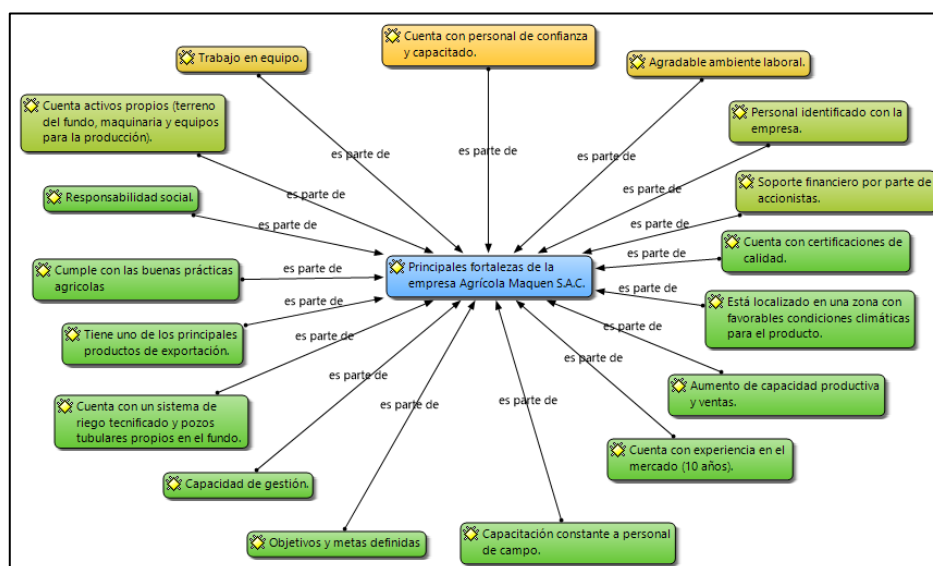 Cuenta con personal de confianza
y capacitado.
Trabajo en equipo.
Agradable ambiente laboral.
Cuenta activos propios (terreno
del fundo, maquinaria y equipos
para la producción).
Personal identificado con la
empresa.
es parte de
es parte de
es parte de
es parte de
es parte de
Soporte financiero por parte de
accionistas.
Responsabilidad social.
es parte de
es parte de
Cuenta con certificaciones de
calidad.
es parte de
Cumple con las buenas prácticas
agricolas
es parte de
Principales fortalezas de la
empresa Agrícola Maquen S.A.C.
es parte de
Está localizado en una zona con
favorables condiciones climáticas
para el producto.
Tiene uno de los principales
productos de exportación.
es parte de
es parte de
es parte de
es parte de
es parte de
es parte de
es parte de
Aumento de capacidad productiva
y ventas.
Cuenta con un sistema de
riego tecnificado y pozos
tubulares propios en el fundo.
Cuenta con experiencia en el
mercado (10 años).
Capacidad de gestión.
Objetivos y metas definidas
Capacitación constante a personal
de campo.